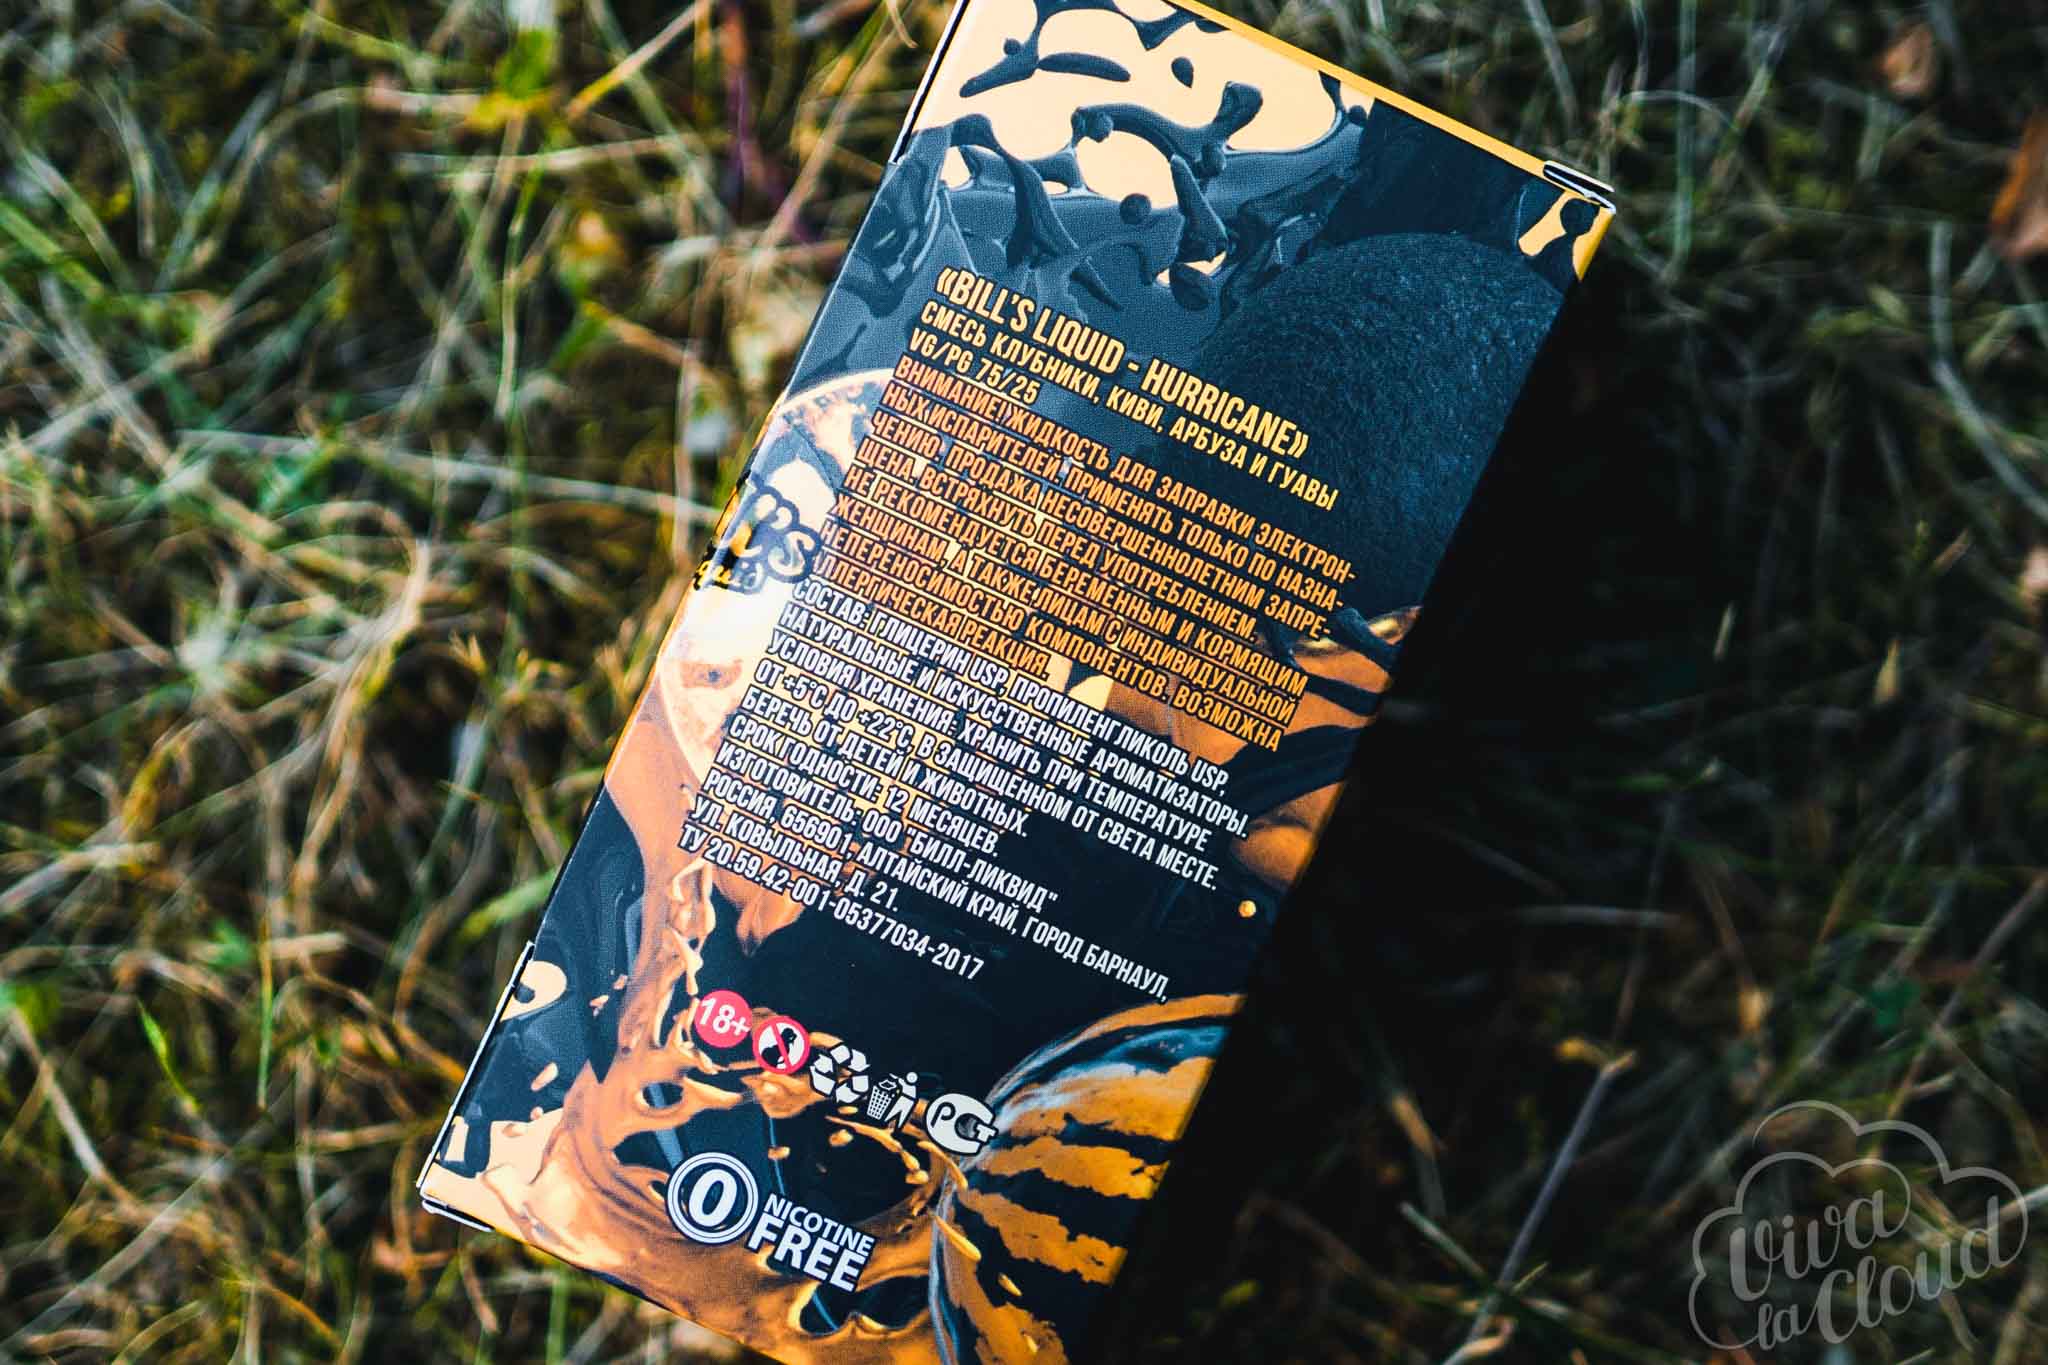 «BILL'S LIQUID - HURRICANE»
СМЕСЬ КЛУБНИКИ, КИВИ, АРБУЗА И ГУАВЫ
VG/PG 75/25
ВНИМАНИЕ! ЖИДКОСТЬ ДЛЯ ЗАПРАВКИ ЭЛЕКТРОН-
НЫХ ИСПАРИТЕЛЕЙ, ПРИМЕНЯТЬ ТОЛЬКО ПО НАЗНА-
ЧЕНИЮ. ПРОДАЖА НЕСОВЕРШЕННОЛЕТНИМ ЗАПРЕ-
ЩЕНА. ВСТРЯХНУТЬ ПЕРЕД УПОТРЕБЛЕНИЕМ.
НЕ РЕКОМЕНДУЕТСЯ БЕРЕМЕННЫМ И КОРМЯЩИМ
ЖЕНЩИНАМ, А ТАКЖЕ ЛИЦАМ С ИНДИВИДУАЛЬНОЙ
НЕПЕРЕНОСИМОСТЬЮ КОМПОНЕНТОВ. ВОЗМОЖНА
АЛЛЕРГИЧЕСКАЯ РЕАКЦИЯ.
СОСТАВ: ГЛИЦЕРИН USP, ПРОПИЛЕНГЛИКОЛЬ USP,
НАТУРАЛЬНЫЕ И ИСКУССТВЕННЫЕ АРОМАТИЗАТОРЫ.
УСЛОВИЯ ХРАНЕНИЯ: ХРАНИТЬ ПРИ ТЕМПЕРАТУРЕ
ОТ +5°С ДО +22°С, В ЗАЩИЩЕННОМ ОТ СВЕТА МЕСТЕ.
БЕРЕЧЬ ОТ ДЕТЕЙ И ЖИВОТНЫХ.
СРОК ГОДНОСТИ: 12 МЕСЯЦЕВ.
ИЗГОТОВИТЕЛЬ: ООО "БИЛЛ-ЛИКВИД"
РОССИЯ, 656901, АЛТАЙСКИЙ КРАЙ, ГОРОД БАРНАУЛ,
УЛ. КОВЫЛЬНАЯ, Д. 21.
ТУ 20.59.42-001-05377034-2017
18+
РСТ
0 NICOTINE
FREE
Viva
la Cloud